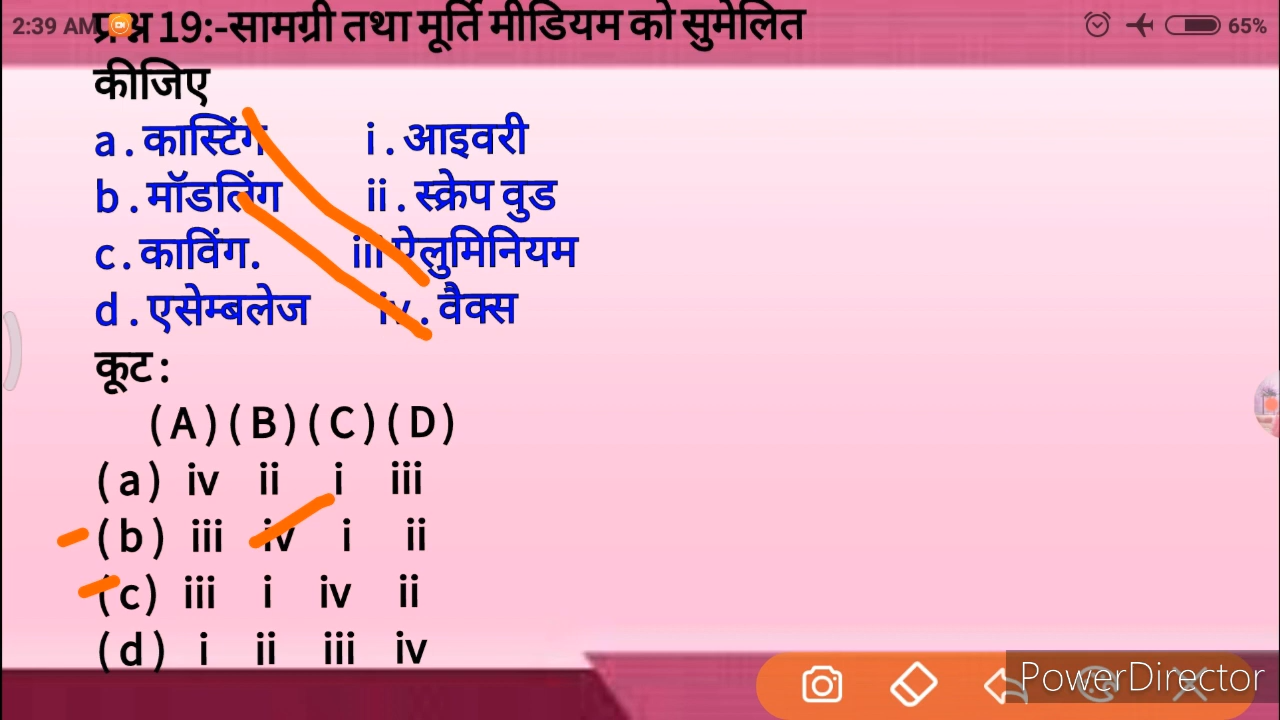 2:39 AM प्रश्न 19:-सामग्री तथा मूर्ति मीडियम को सुमेलित 65%
कीजिए
a . कास्टिंग i . आइवरी
b . मॉडलिंग ii . स्क्रेप वुड
c . कार्विंग. iii ऐलुमिनियम
d . एसेम्बलेज iv . वैक्स
कूट :
( A ) ( B ) ( C ) ( D )
( a ) iv ii i iii
( b ) iii iv i ii
( c ) iii i iv ii
( d ) i ii iii iv
PowerDirector